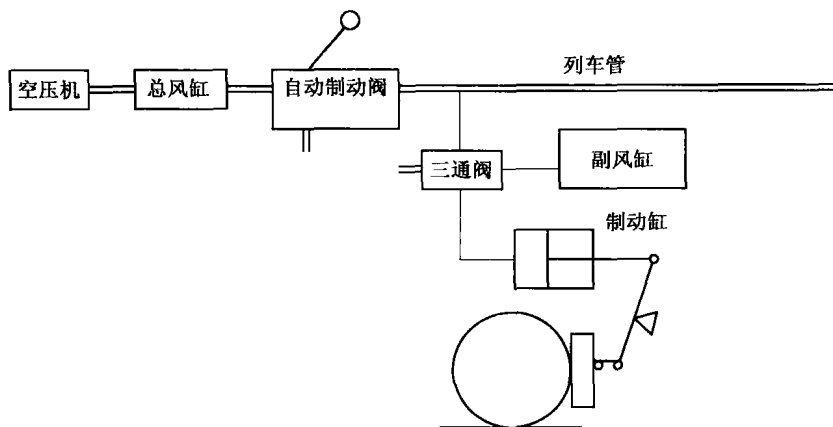 列车管
空压机
总风缸
自动制动阀
三通阀
副风缸
制动缸